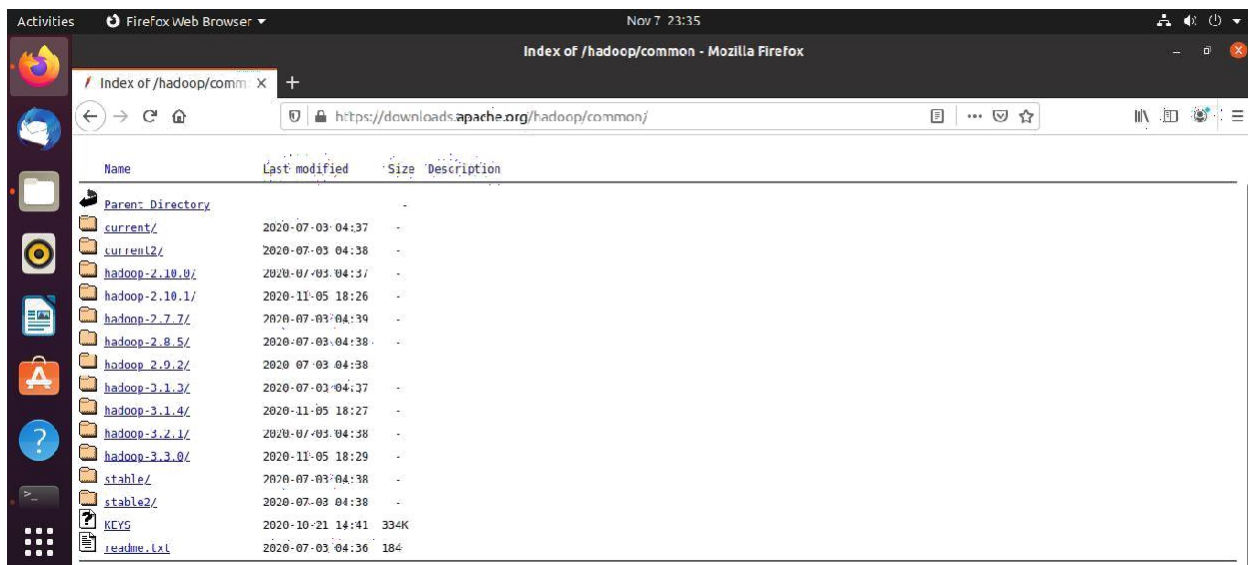 Activities Firefox Web Browser Nov 7 23:35
Index of /hadoop/common - Mozilla Firefox
Index of /hadoop/comm
https://downloads.apache.org/hadoop/common/
Name Last modified Size Description
Parent Directory -
current/ 2020-07-03 04:37 -
current2/ 2020-07-03 04:38 -
hadoop-2.10.0/ 2020-07-03 04:37 -
hadoop-2.10.1/ 2020-11-05 18:26 -
hadoop-2.7.7/ 2020-07-03 04:39 -
hadoop-2.8.5/ 2020-07-03 04:38 -
hadoop-2.9.2/ 2020-07-03 04:38
hadoop-3.1.3/ 2020-07-03 04:37 -
hadoop-3.1.4/ 2020-11-05 18:27 -
hadoop-3.2.1/ 2020-07-03 04:38 -
hadoop-3.3.0/ 2020-11-05 18:29 -
stable/ 2020-07-03 04:38 -
stable2/ 2020-07-03 04:38 -
KEYS 2020-10-21 14:41 334K
readme.txt 2020-07-03 04:36 184